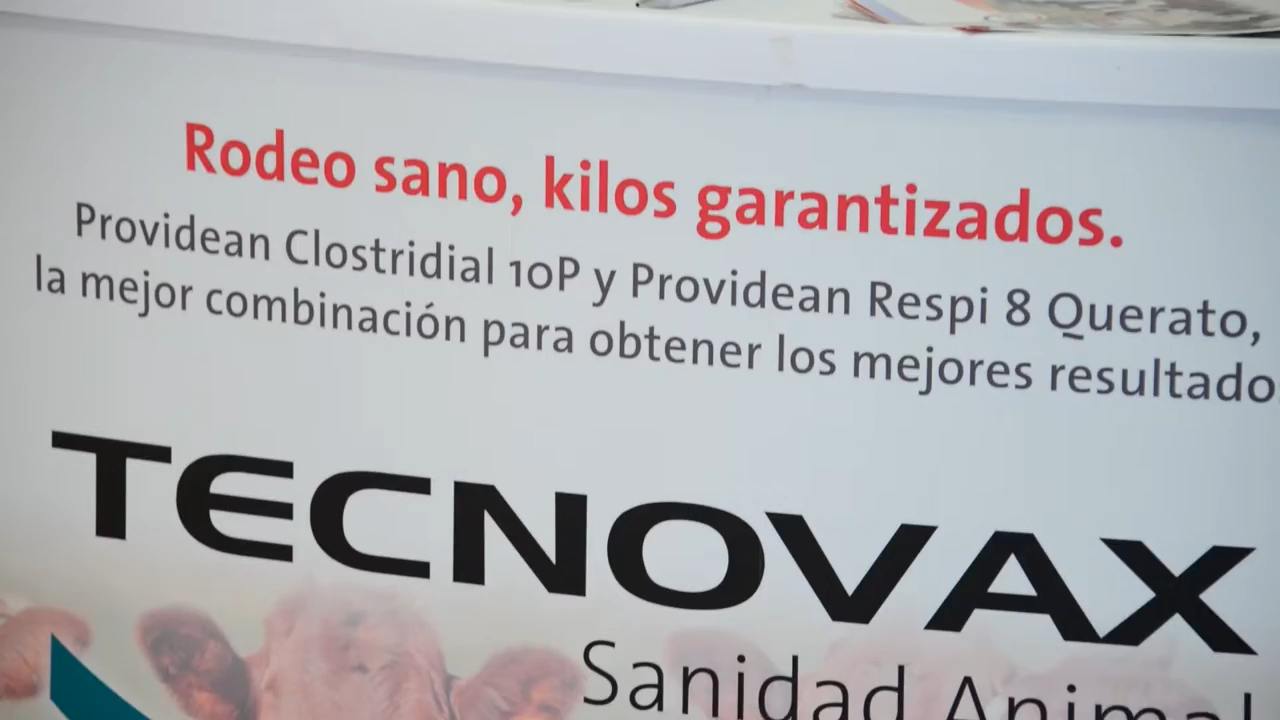 Rodeo sano, kilos garantizados.
Providean Clostridial 10P y Providean Respi 8 Querato,
la mejor combinación para obtener los mejores resultado
TECNOVAX
Sanidad Animal